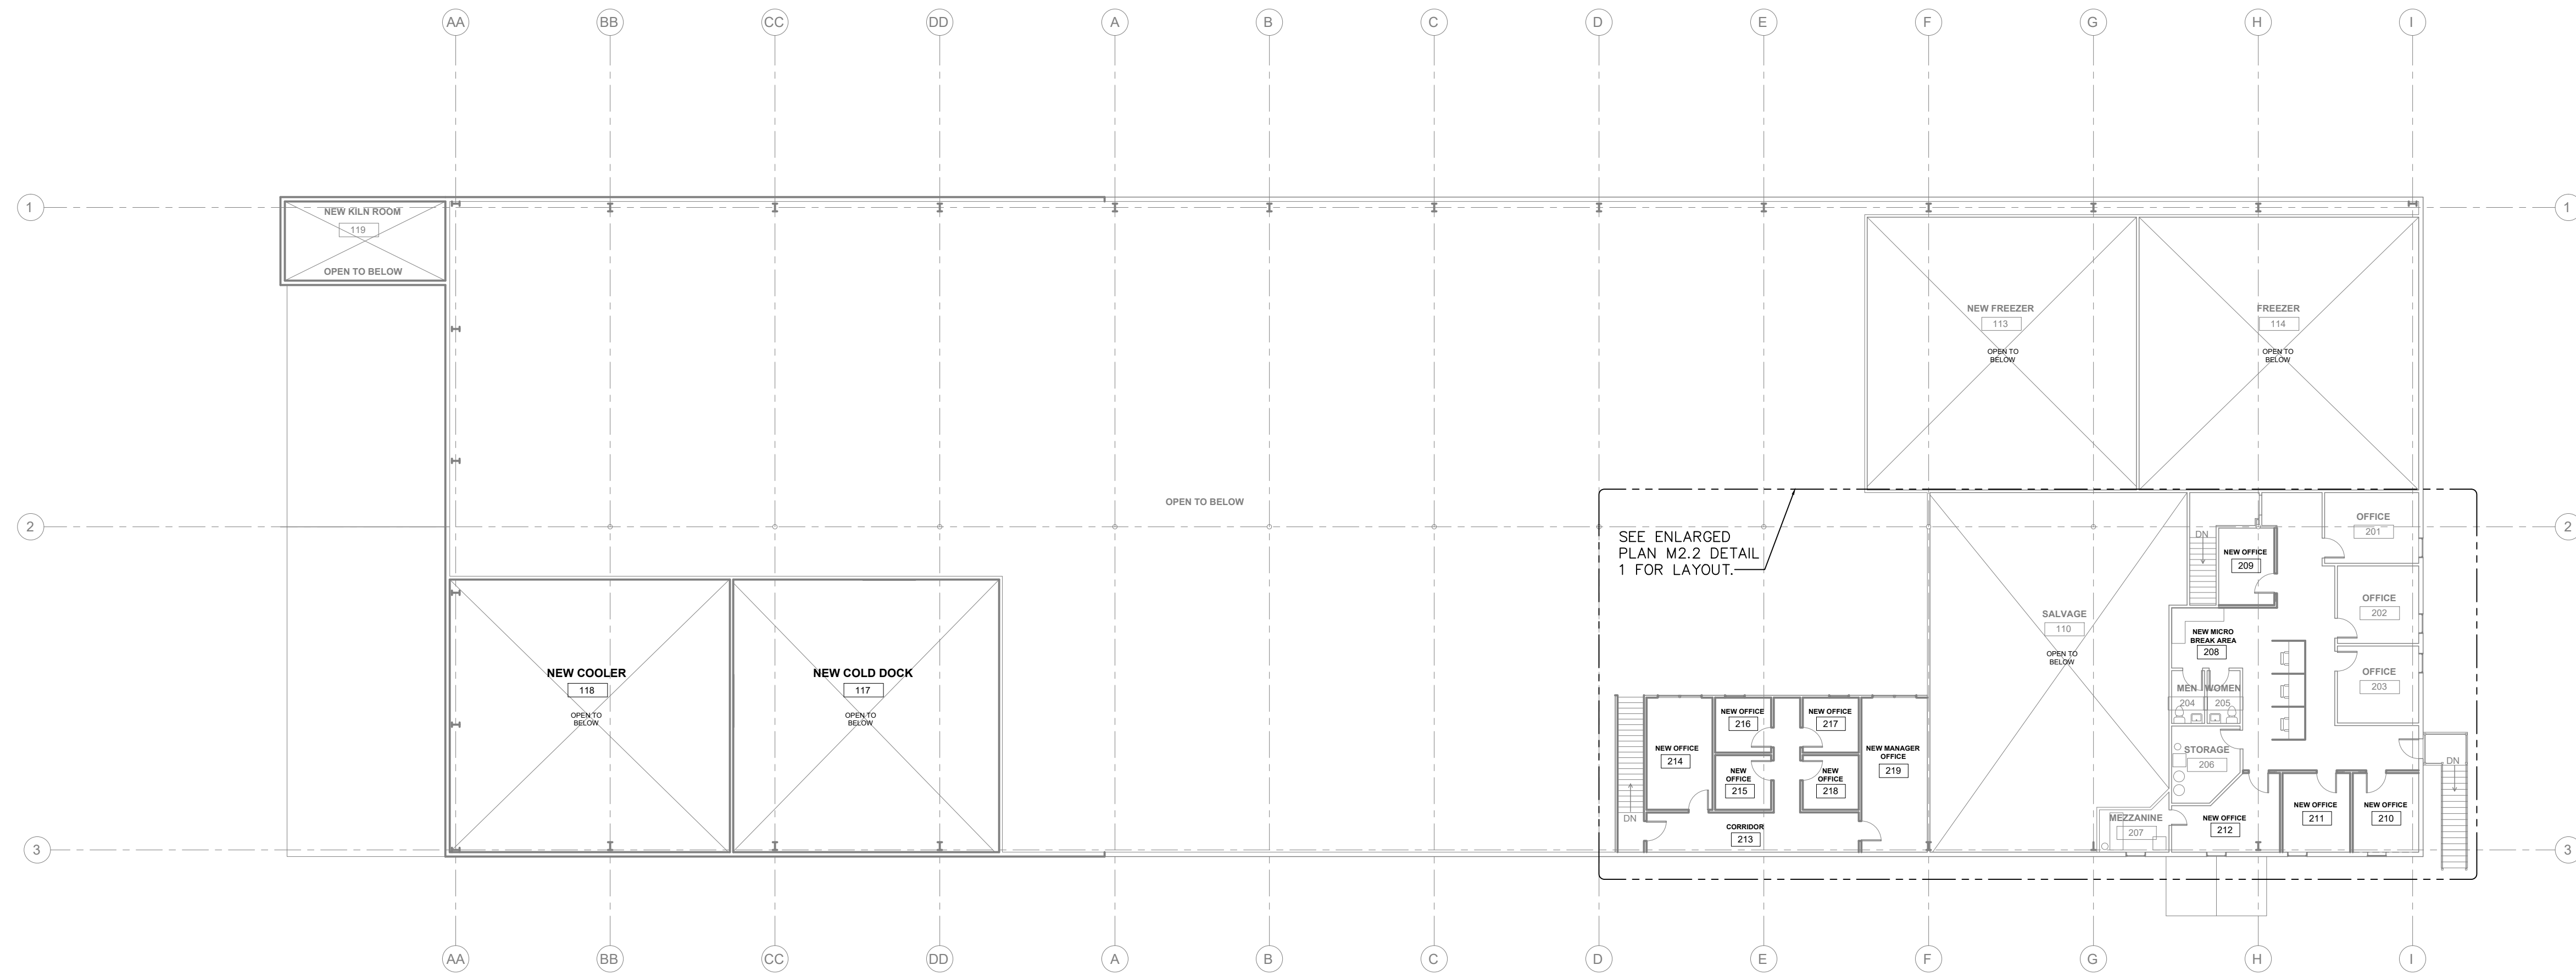 AA
BB
CC
DD
A
B
C
D
E
F
G
H
I
1
1
NEW KILN ROOM
119
OPEN TO BELOW
NEW FREEZER
113
OPEN TO
BELOW
FREEZER
114
OPEN TO
BELOW
OPEN TO BELOW
2
2
SEE ENLARGED
PLAN M2.2 DETAIL
1 FOR LAYOUT.
OFFICE
201
DN
NEW OFFICE
209
OFFICE
202
SALVAGE
110
OPEN TO
BELOW
NEW MICRO
BREAK AREA
208
OFFICE
203
NEW COOLER
118
OPEN TO
BELOW
NEW COLD DOCK
117
OPEN TO
BELOW
MEN
204
WOMEN
205
NEW OFFICE
216
NEW OFFICE
217
NEW OFFICE
214
NEW MANAGER
OFFICE
219
NEW
OFFICE
215
NEW
OFFICE
218
STORAGE
206
DN
DN
CORRIDOR
213
MEZZANINE
207
NEW OFFICE
212
NEW OFFICE
211
NEW OFFICE
210
3
3
AA
BB
CC
DD
A
B
C
D
E
F
G
H
I